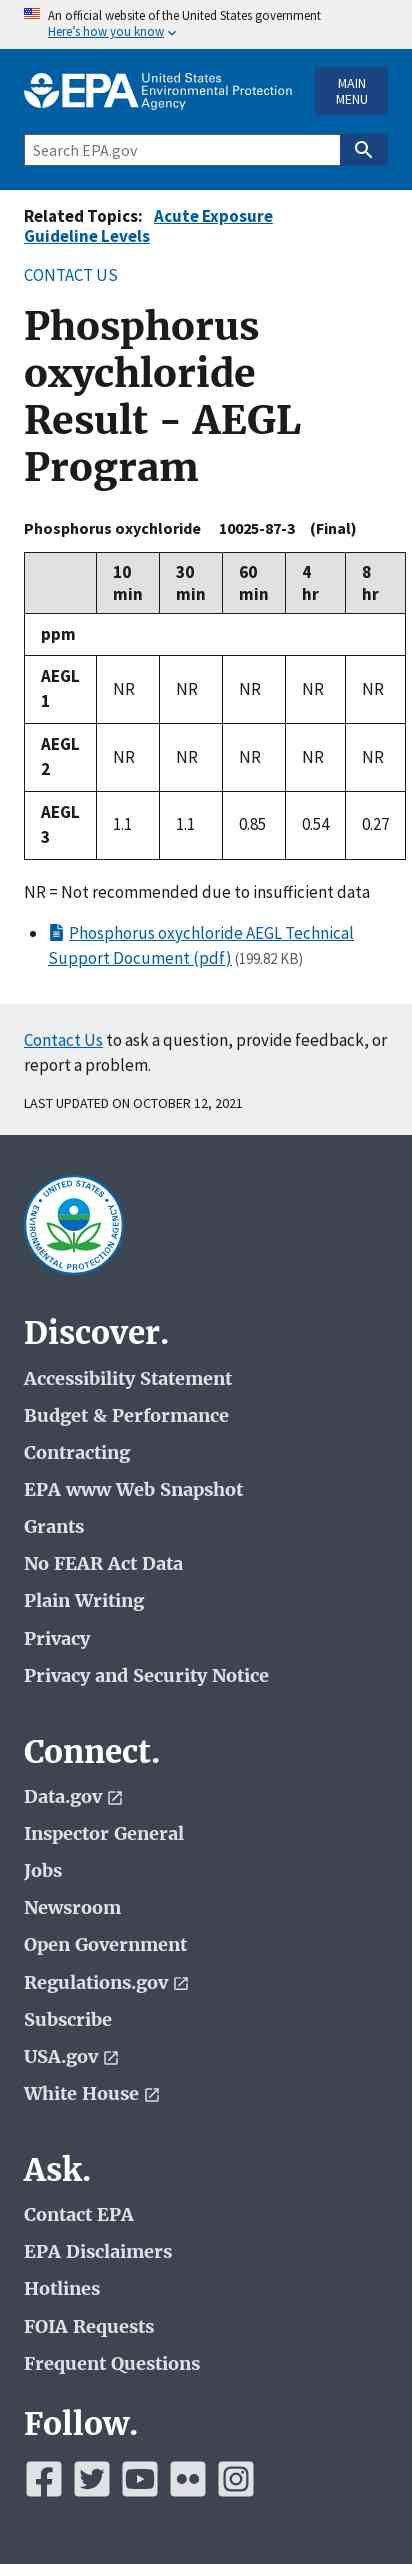 An official website of the United States government
Here's how you know
EPA United States
Environmental Protection
Agency
MAIN
MENU
Search EPA.gov
Related Topics: Acute Exposure
Guideline Levels
CONTACT US
Phosphorus
oxychloride
Result - AEGL
Program
Phosphorus oxychloride 10025-87-3 (Final)
10 min 30 min 60 min 4 hr 8 hr
ppm
AEGL 1 NR NR NR NR NR
AEGL 2 NR NR NR NR NR
AEGL 3 1.1 1.1 0.85 0.54 0.27
NR = Not recommended due to insufficient data
• Phosphorus oxychloride AEGL Technical
Support Document (pdf) (199.82 KB)
Contact Us to ask a question, provide feedback, or
report a problem.
LAST UPDATED ON OCTOBER 12, 2021
UNITED STATES
ENVIRONMENTAL PROTECTION AGENCY
Discover.
Accessibility Statement
Budget & Performance
Contracting
EPA www Web Snapshot
Grants
No FEAR Act Data
Plain Writing
Privacy
Privacy and Security Notice
Connect.
Data.gov
Inspector General
Jobs
Newsroom
Open Government
Regulations.gov
Subscribe
USA.gov
White House
Ask.
Contact EPA
EPA Disclaimers
Hotlines
FOIA Requests
Frequent Questions
Follow.